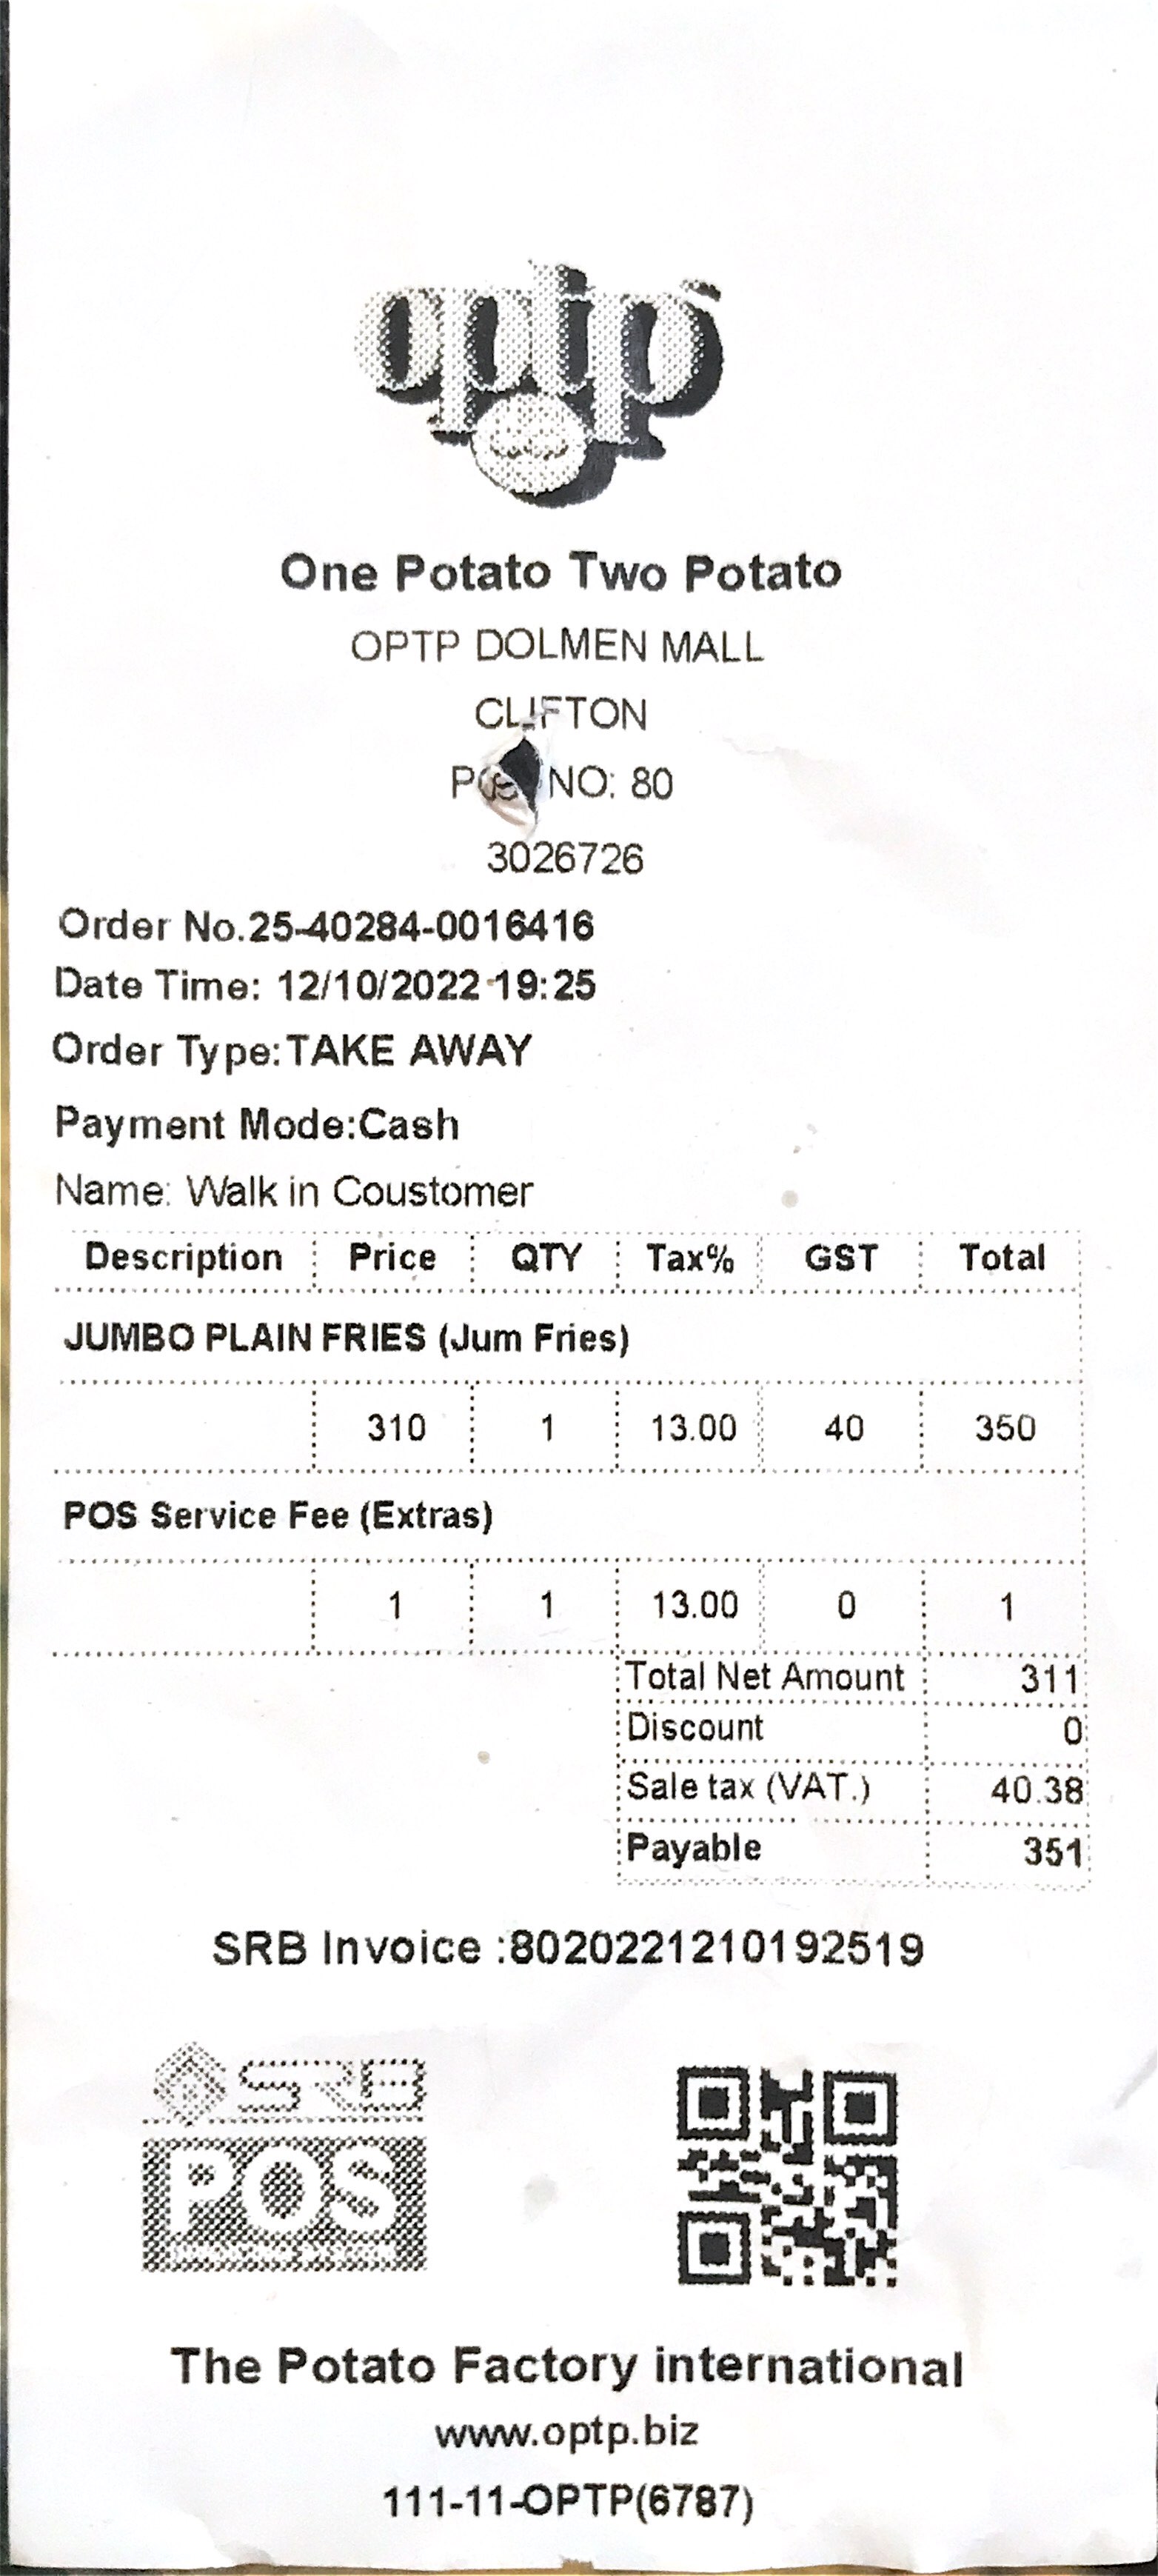 optp
One Potato Two Potato
OPTP DOLMEN MALL
CLIFTON
POS NO: 80
3026726
Order No.25-40284-0016416
Date Time: 12/10/2022 19:25
Order Type:TAKE AWAY
Payment Mode:Cash
Name: Walk in Coustomer
Description Price QTY Tax% GST Total
JUMBO PLAIN FRIES (Jum Fries)
310 1 13.00 40 350
POS Service Fee (Extras)
1 1 13.00 0 1
Total Net Amount 311
Discount 0
Sale tax (VAT.) 40.38
Payable 351
SRB Invoice :8020221210192519
SRB
POS
The Potato Factory international
www.optp.biz
111-11-OPTP(6787)